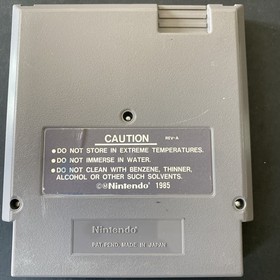 CAUTION REV-A
• DO NOT STORE IN EXTREME TEMPERATURES.
• DO NOT IMMERSE IN WATER.
• DO NOT CLEAN WITH BENZENE, THINNER,
ALCOHOL OR OTHER SUCH SOLVENTS.
©Ⓜ Nintendo® 1985
Nintendo®
PAT. PEND. MADE IN JAPAN